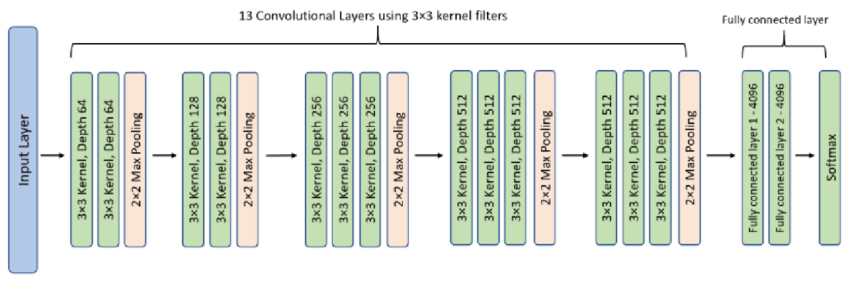 13 Convolutional Layers using 3×3 kernel filters
Fully connected layer
Input Layer
3×3 Kernel, Depth 64
3×3 Kernel, Depth 64
2×2 Max Pooling
3×3 Kernel, Depth 128
3×3 Kernel, Depth 128
2×2 Max Pooling
3×3 Kernel, Depth 256
3×3 Kernel, Depth 256
3×3 Kernel, Depth 256
2×2 Max Pooling
3×3 Kernel, Depth 512
3×3 Kernel, Depth 512
3×3 Kernel, Depth 512
2×2 Max Pooling
3×3 Kernel, Depth 512
3×3 Kernel, Depth 512
3×3 Kernel, Depth 512
2×2 Max Pooling
Fully connected layer 1 - 4096
Fully connected layer 2 - 4096
Softmax